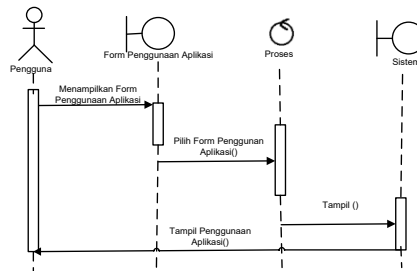 Pengguna
Form Penggunaan Aplikasi
Proses
Sistem
Menampilkan Form
Penggunaan Aplikasi
Pilih Form Penggunan
Aplikasi()
Tampil ()
Tampil Penggunaan
Aplikasi()